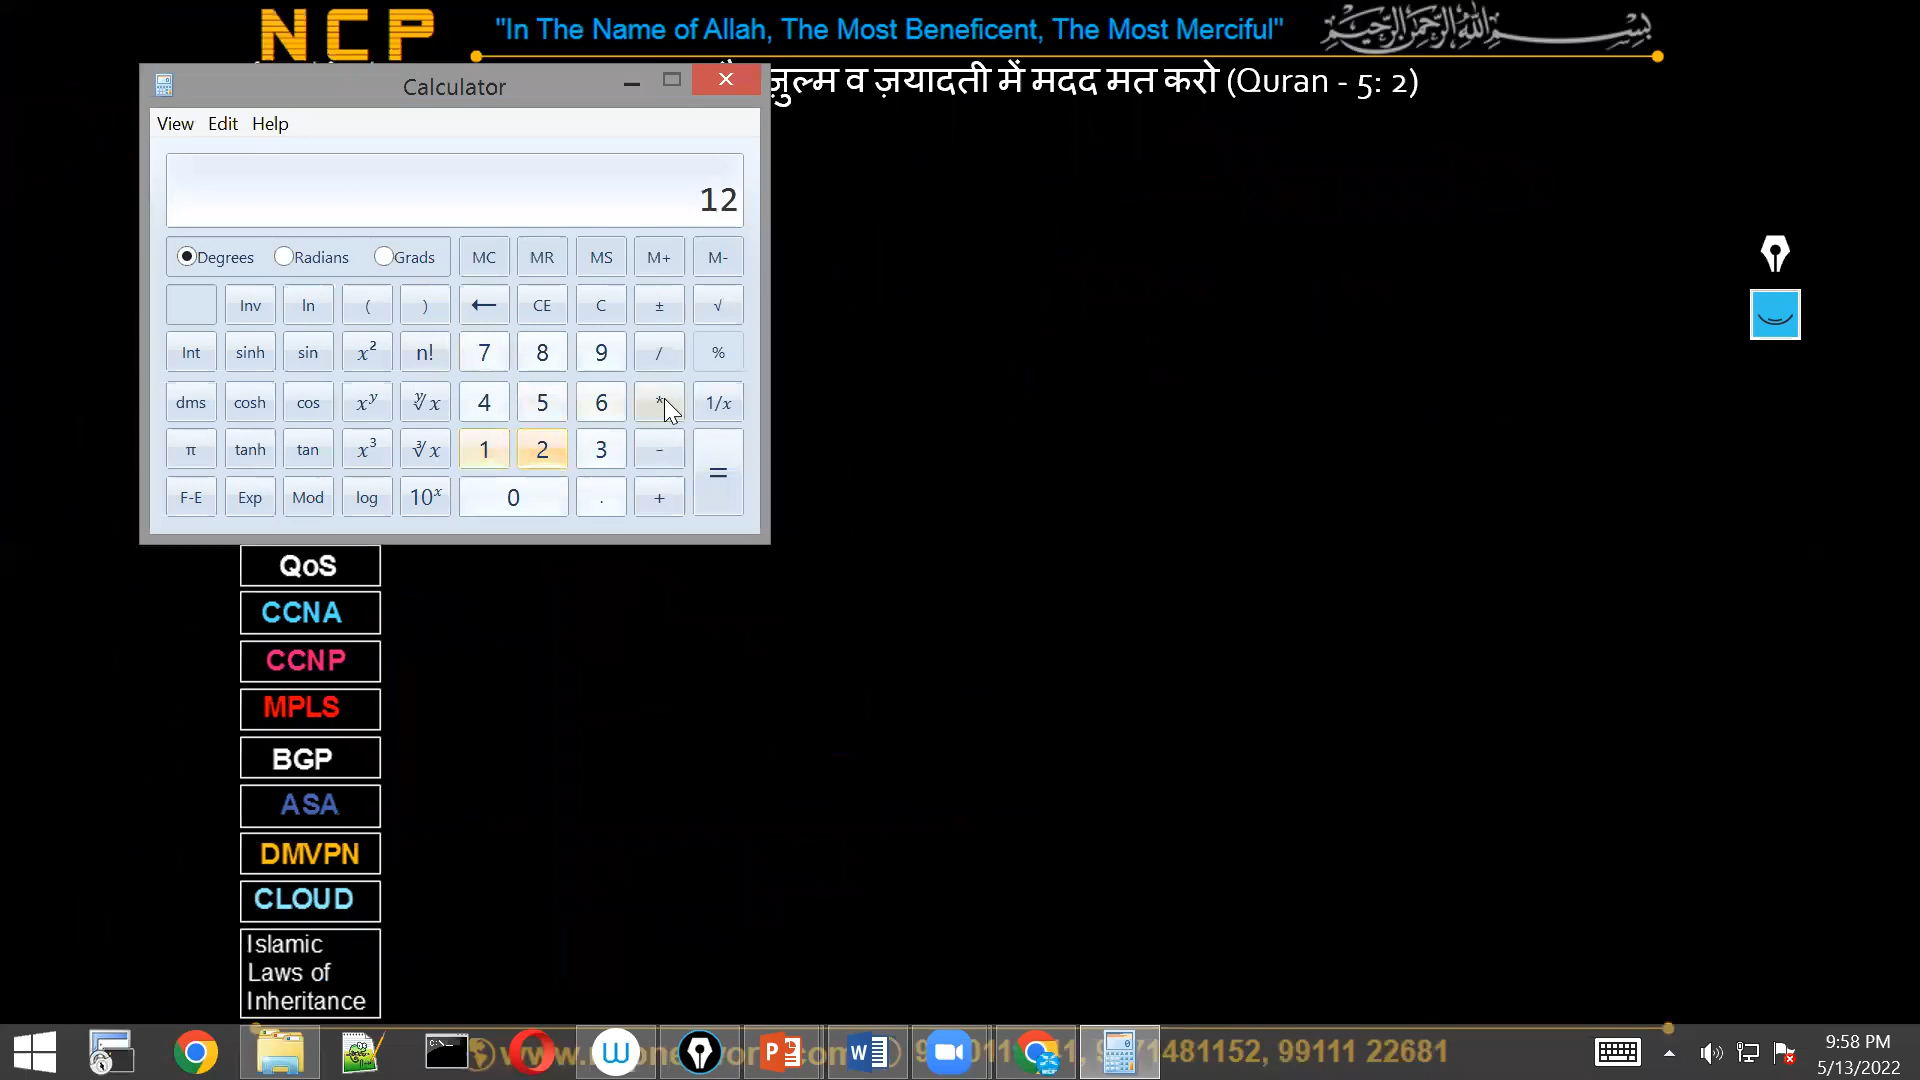 NCP
"In The Name of Allah, The Most Beneficent, The Most Merciful"
بِسْمِ اللهِ الرَّحْمٰنِ الرَّحِيْمِ
ज़ुल्म व ज़यादती में मदद मत करो (Quran - 5: 2)
Calculator
View Edit Help
12
Degrees Radians Grads MC MR MS M+ M-
Inv ln ( ) ← CE C ± √
Int sinh sin x² n! 7 8 9 / %
dms cosh cos xʸ ʸ√x 4 5 6 * 1/x
π tanh tan x³ ³√x 1 2 3 - =
F-E Exp Mod log 10ˣ 0 . +
QoS
CCNA
CCNP
MPLS
BGP
ASA
DMVPN
CLOUD
Islamic
Laws of
Inheritance
1481152, 99111 22681
9:58 PM
5/13/2022